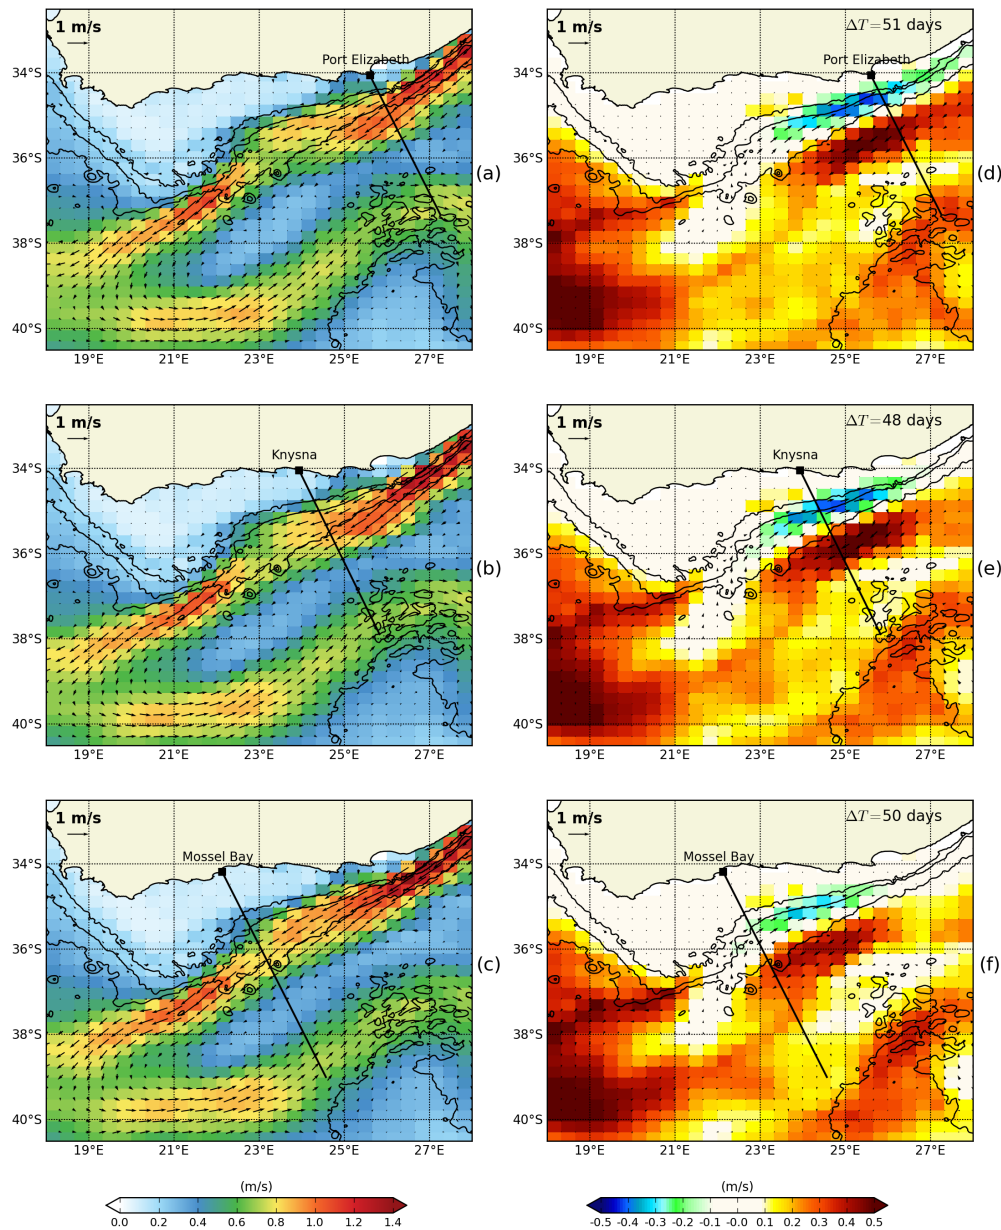 1 m/s
Port Elizabeth
34°S
36°S
38°S
40°S
19°E 21°E 23°E 25°E 27°E
(a)
1 m/s
ΔT=51 days
Port Elizabeth
34°S
36°S
38°S
40°S
19°E 21°E 23°E 25°E 27°E
(d)
1 m/s
Knysna
34°S
36°S
38°S
40°S
19°E 21°E 23°E 25°E 27°E
(b)
1 m/s
ΔT=48 days
Knysna
34°S
36°S
38°S
40°S
19°E 21°E 23°E 25°E 27°E
(e)
1 m/s
Mossel Bay
34°S
36°S
38°S
40°S
19°E 21°E 23°E 25°E 27°E
(c)
1 m/s
ΔT=50 days
Mossel Bay
34°S
36°S
38°S
40°S
19°E 21°E 23°E 25°E 27°E
(f)
(m/s)
0.0 0.2 0.4 0.6 0.8 1.0 1.2 1.4
(m/s)
-0.5 -0.4 -0.3 -0.2 -0.1 -0.0 0.1 0.2 0.4 0.5